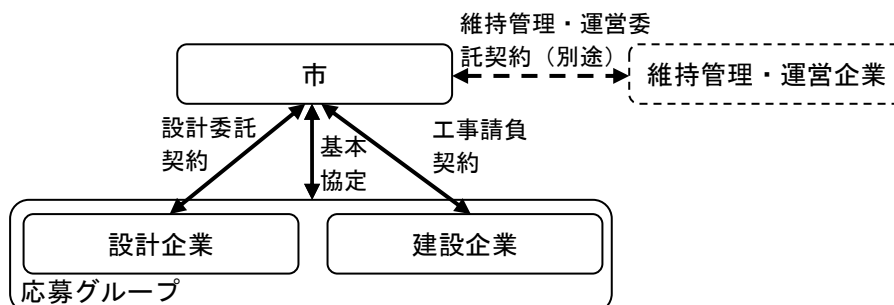 維持管理・運営委
託契約（別途）
市
維持管理・運営企業
設計委託
契約
基本
協定
工事請負
契約
設計企業
建設企業
応募グループ